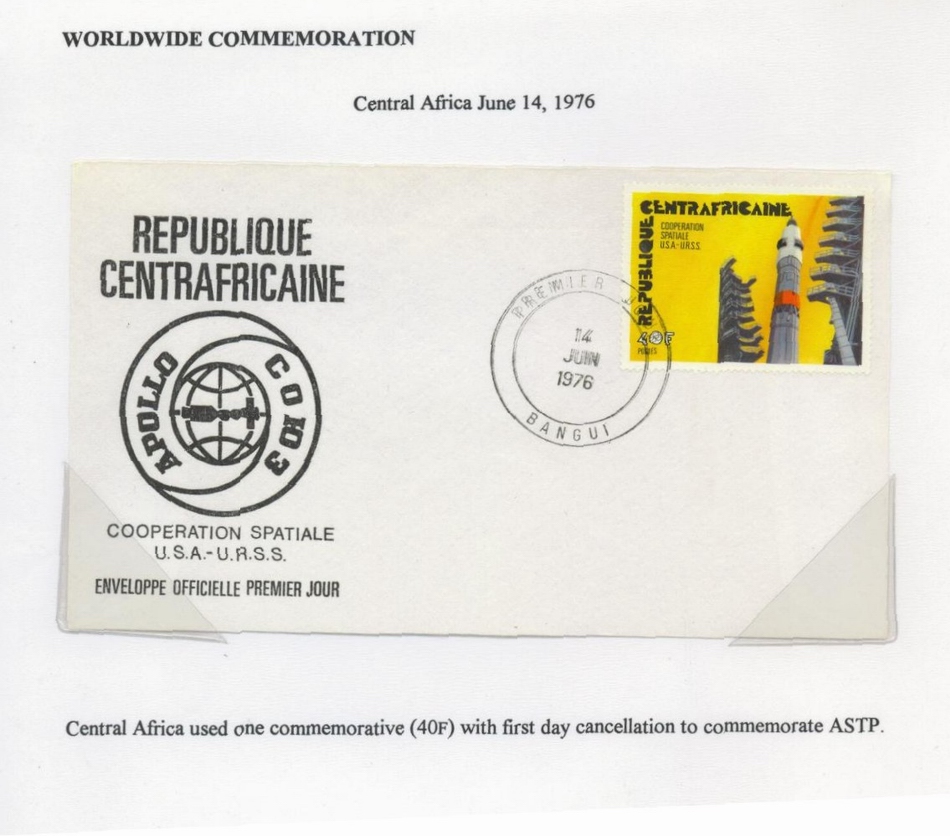 WORLDWIDE COMMEMORATION
Central Africa June 14, 1976
REPUBLIQUE
CENTRAFRICAINE
APOLLO
СОЮЗ
COOPERATION SPATIALE
U.S.A.-U.R.S.S.
ENVELOPPE OFFICIELLE PREMIER JOUR
PREMIER
14
JUIN
1976
BANGUI
REPUBLIQUE
CENTRAFRICAINE
COOPERATION
SPATIALE
U.S.A.-U.R.S.S.
40F
POSTES
Central Africa used one commemorative (40F) with first day cancellation to commemorate ASTP.